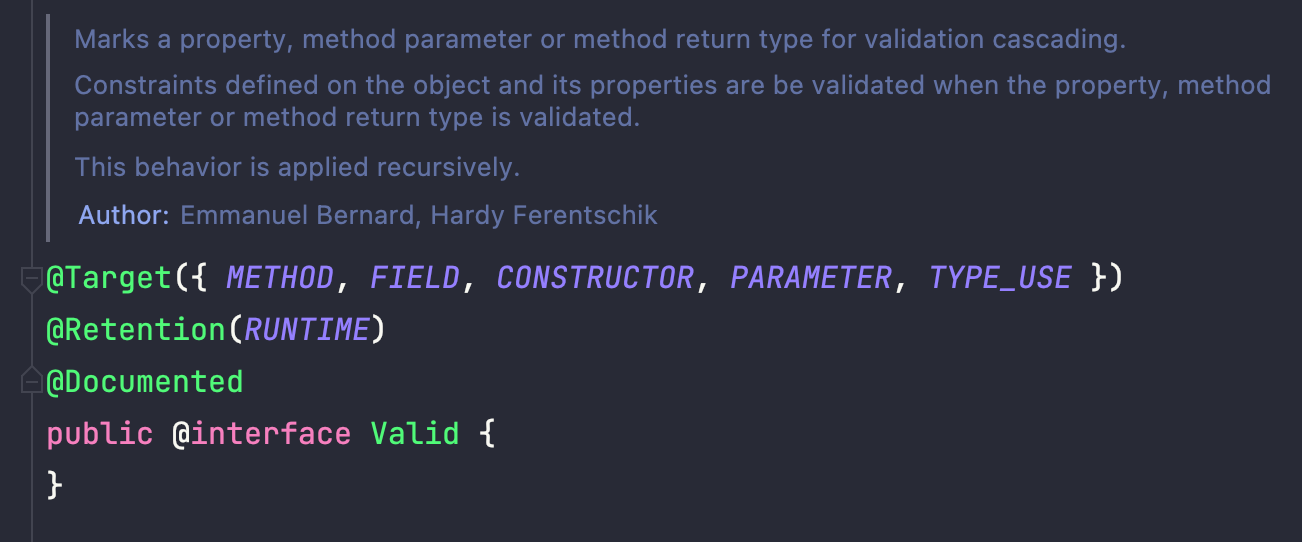 Marks a property, method parameter or method return type for validation cascading.
Constraints defined on the object and its properties are be validated when the property, method
parameter or method return type is validated.
This behavior is applied recursively.
Author: Emmanuel Bernard, Hardy Ferentschik
@Target({ METHOD, FIELD, CONSTRUCTOR, PARAMETER, TYPE_USE })
@Retention(RUNTIME)
@Documented
public @interface Valid {
}